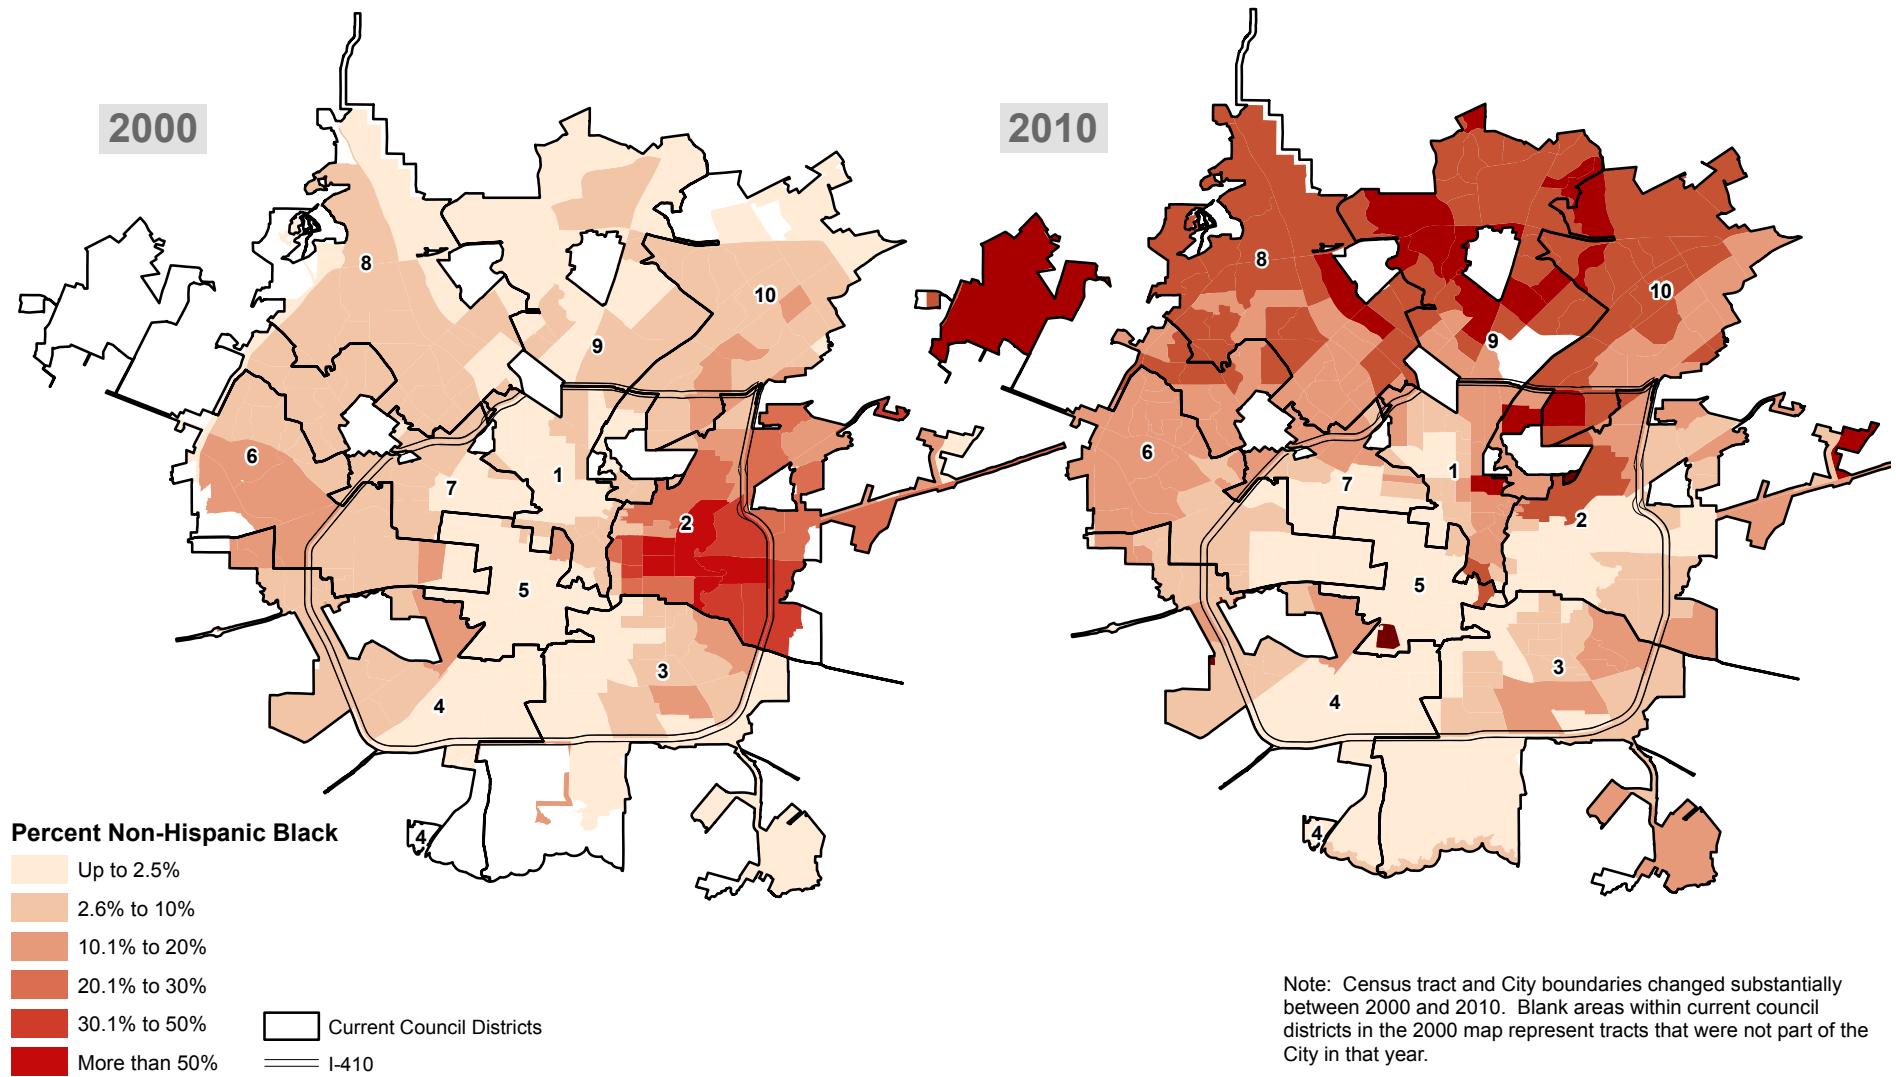 2000
2010
8
10
9
6
7
1
2
5
3
4
4
8
10
9
6
7
1
2
5
3
4
4
Percent Non-Hispanic Black
Up to 2.5%
2.6% to 10%
10.1% to 20%
20.1% to 30%
30.1% to 50%
More than 50%
Current Council Districts
I-410
Note:  Census tract and City boundaries changed substantially
between 2000 and 2010.  Blank areas within current council
districts in the 2000 map represent tracts that were not part of the
City in that year.